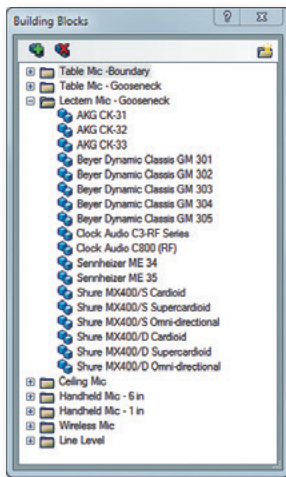 Building Blocks
Table Mic -Boundary
Table Mic - Gooseneck
Lectern Mic - Gooseneck
AKG CK-31
AKG CK-32
AKG CK-33
Beyer Dynamic Classis GM 301
Beyer Dynamic Classis GM 302
Beyer Dynamic Classis GM 303
Beyer Dynamic Classis GM 304
Beyer Dynamic Classis GM 305
Clock Audio C3-RF Series
Clock Audio C800 (RF)
Sennheizer ME 34
Sennheizer ME 35
Shure MX400/S Cardioid
Shure MX400/S Supercardioid
Shure MX400/S Omni-directional
Shure MX400/D Cardioid
Shure MX400/D Supercardioid
Shure MX400/D Omni-directional
Ceiling Mic
Handheld Mic - 6 in
Handheld Mic - 1 in
Wireless Mic
Line Level